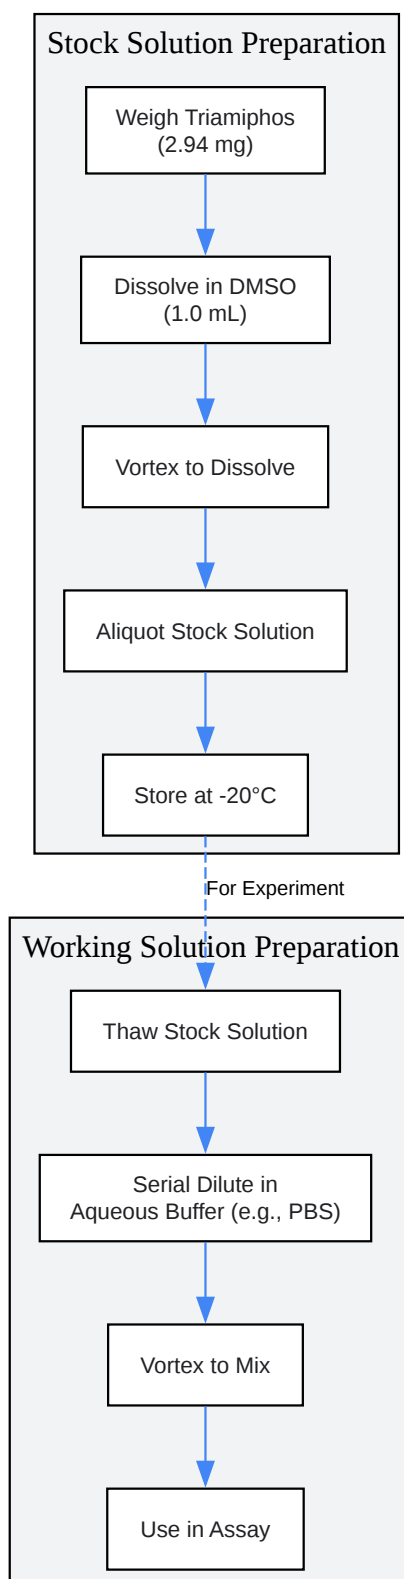 Stock Solution Preparation
Weigh Triamiphos
(2.94 mg)
Dissolve in DMSO
(1.0 mL)
Vortex to Dissolve
Aliquot Stock Solution
Store at -20°C
For Experiment
Working Solution Preparation
Thaw Stock Solution
Serial Dilute in
Aqueous Buffer (e.g., PBS)
Vortex to Mix
Use in Assay